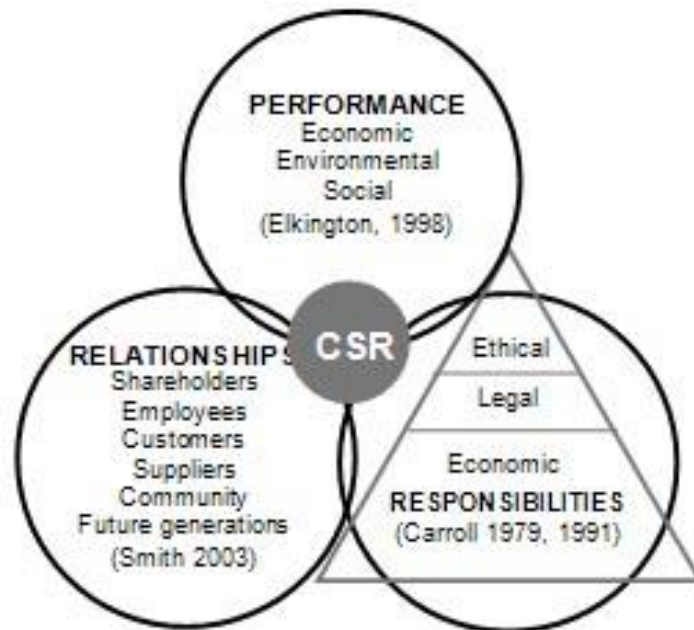 PERFORMANCE
Economic
Environmental
Social
(Elkington, 1998)
CSR
RELATIONSHIPS
Shareholders
Employees
Customers
Suppliers
Community
Future generations
(Smith 2003)
Ethical
Legal
Economic
RESPONSIBILITIES
(Carroll 1979, 1991)